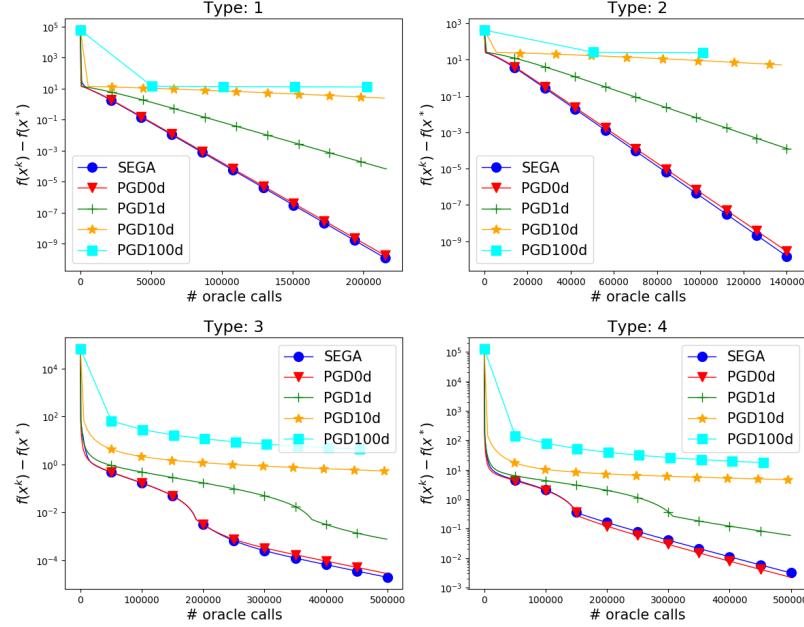 Type: 1
f(x^k) − f(x^*)
10^5
10^3
10^1
10^-1
10^-3
10^-5
10^-7
10^-9
SEGA
PGD0d
PGD1d
PGD10d
PGD100d
0 50000 100000 150000 200000
# oracle calls
Type: 2
f(x^k) − f(x^*)
10^3
10^1
10^-1
10^-3
10^-5
10^-7
10^-9
SEGA
PGD0d
PGD1d
PGD10d
PGD100d
0 20000 40000 60000 80000 100000 120000 140000
# oracle calls
Type: 3
f(x^k) − f(x^*)
10^4
10^2
10^0
10^-2
10^-4
SEGA
PGD0d
PGD1d
PGD10d
PGD100d
0 100000 200000 300000 400000 500000
# oracle calls
Type: 4
f(x^k) − f(x^*)
10^5
10^4
10^3
10^2
10^1
10^0
10^-1
10^-2
10^-3
SEGA
PGD0d
PGD1d
PGD10d
PGD100d
0 100000 200000 300000 400000 500000
# oracle calls